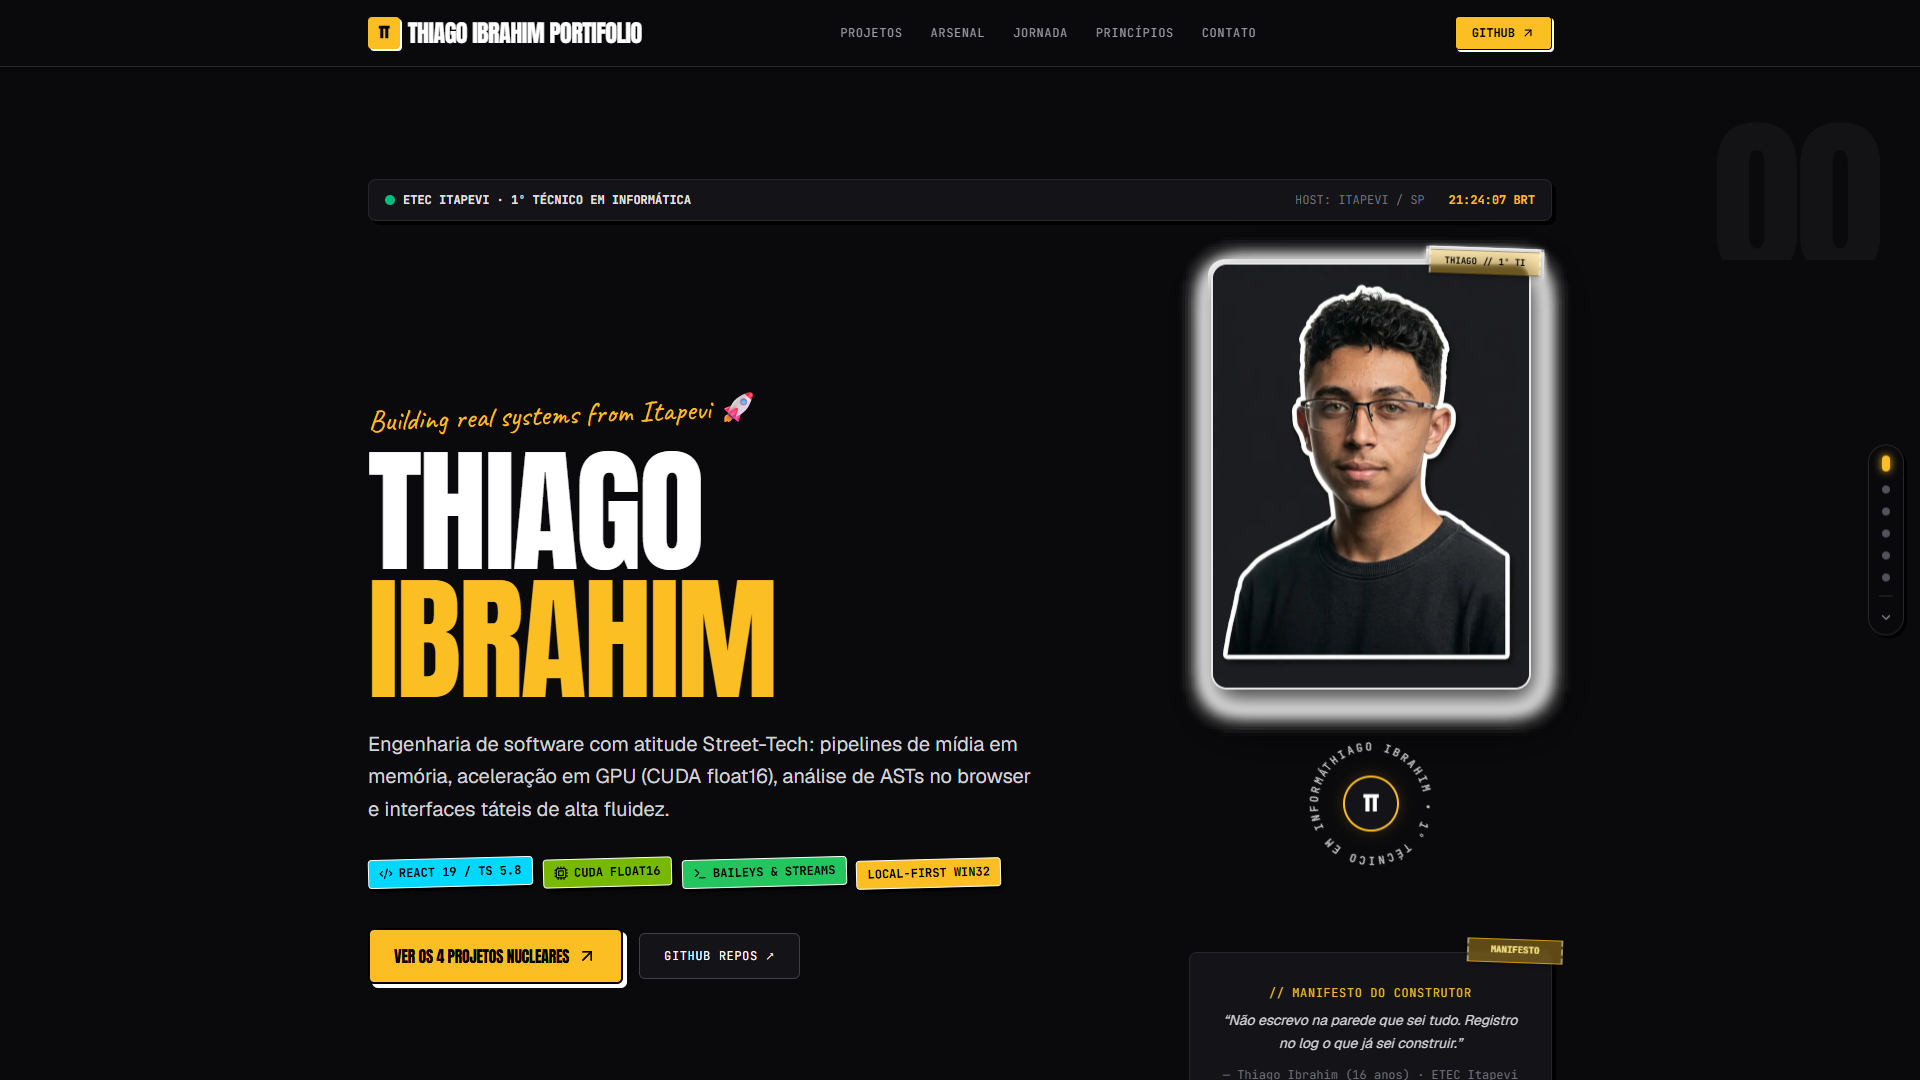 π THIAGO IBRAHIM PORTIFOLIO
PROJETOS ARSENAL JORNADA PRINCÍPIOS CONTATO
GITHUB ↗
00
ETEC ITAPEVI · 1º TÉCNICO EM INFORMÁTICA
HOST: ITAPEVI / SP 21:24:07 BRT
THIAGO // 1º TI
Building real systems from Itapevi 🚀
THIAGO
IBRAHIM
Engenharia de software com atitude Street-Tech: pipelines de mídia em
memória, aceleração em GPU (CUDA float16), análise de ASTs no browser
e interfaces táteis de alta fluidez.
</> REACT 19 / TS 5.8
CUDA FLOAT16
>_ BAILEYS & STREAMS
LOCAL-FIRST WIN32
VER OS 4 PROJETOS NUCLEARES ↗
GITHUB REPOS ↗
THIAGO IBRAHIM • 1º TÉCNICO EM INFORMÁ
π
MANIFESTO
// MANIFESTO DO CONSTRUTOR
“Não escrevo na parede que sei tudo. Registro
no log o que já sei construir.”
— Thiago Ibrahim (16 anos) · ETEC Itapevi